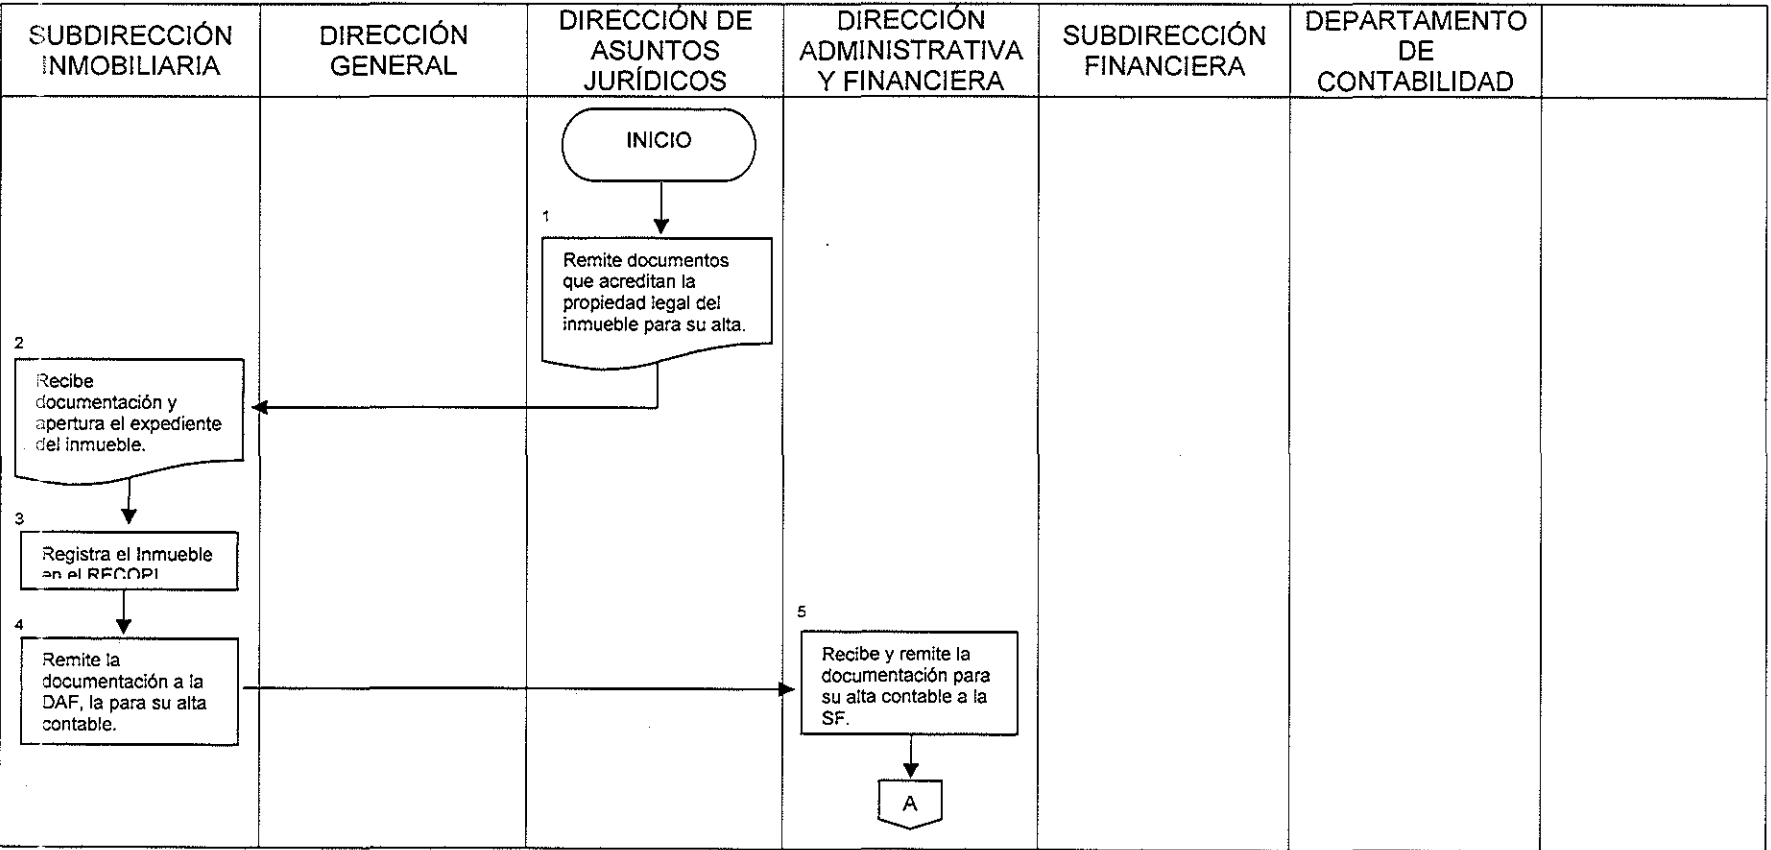 SUBDIRECCIÓN
INMOBILIARIA
DIRECCIÓN
GENERAL
DIRECCIÓN DE
ASUNTOS
JURÍDICOS
DIRECCIÓN
ADMINISTRATIVA
Y FINANCIERA
SUBDIRECCIÓN
FINANCIERA
DEPARTAMENTO
DE
CONTABILIDAD
INICIO
1
Remite documentos
que acreditan la
propiedad legal del
inmueble para su alta.
2
Recibe
documentación y
apertura el expediente
del inmueble.
3
Registra el Inmueble
en el RECOPI
4
Remite la
documentación a la
DAF, la para su alta
contable.
5
Recibe y remite la
documentación para
su alta contable a la
SF.
A